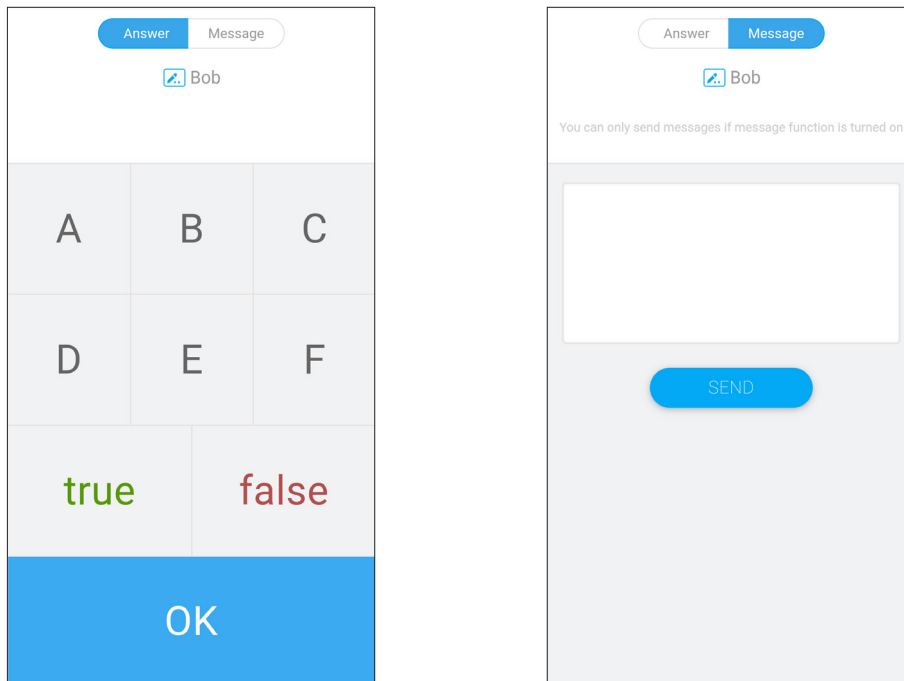 Answer Message
Bob
A B C
D E F
true false
OK
Answer Message
Bob
You can only send messages if message function is turned on
SEND